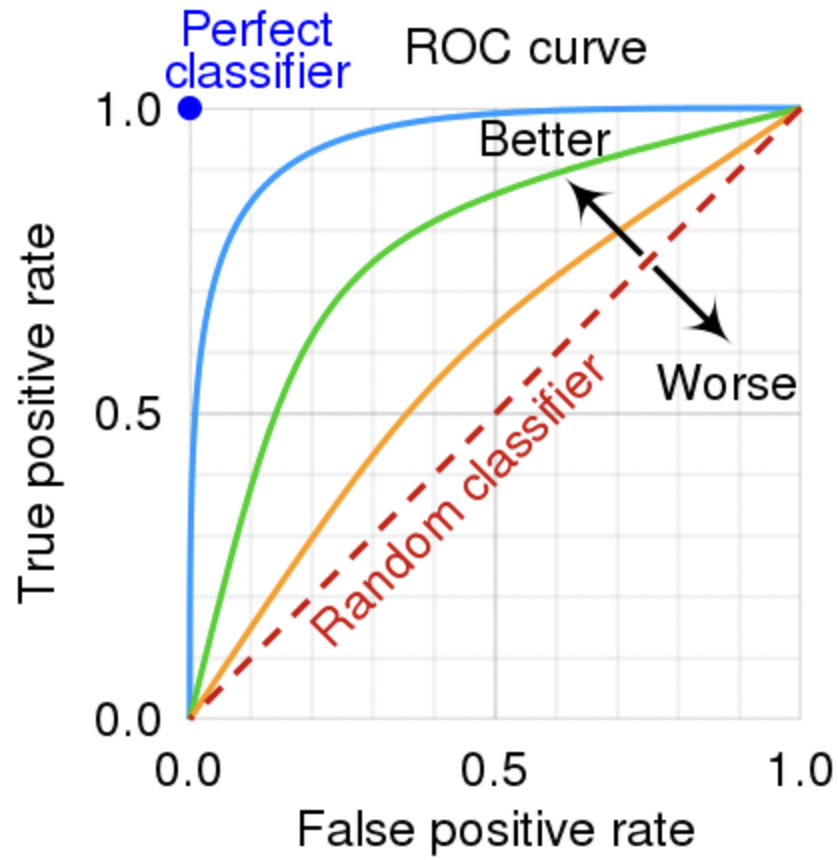 Perfect
classifier
ROC curve
1.0
Better
True positive rate
Worse
0.5
Random classifier
0.0
0.0
0.5
1.0
False positive rate